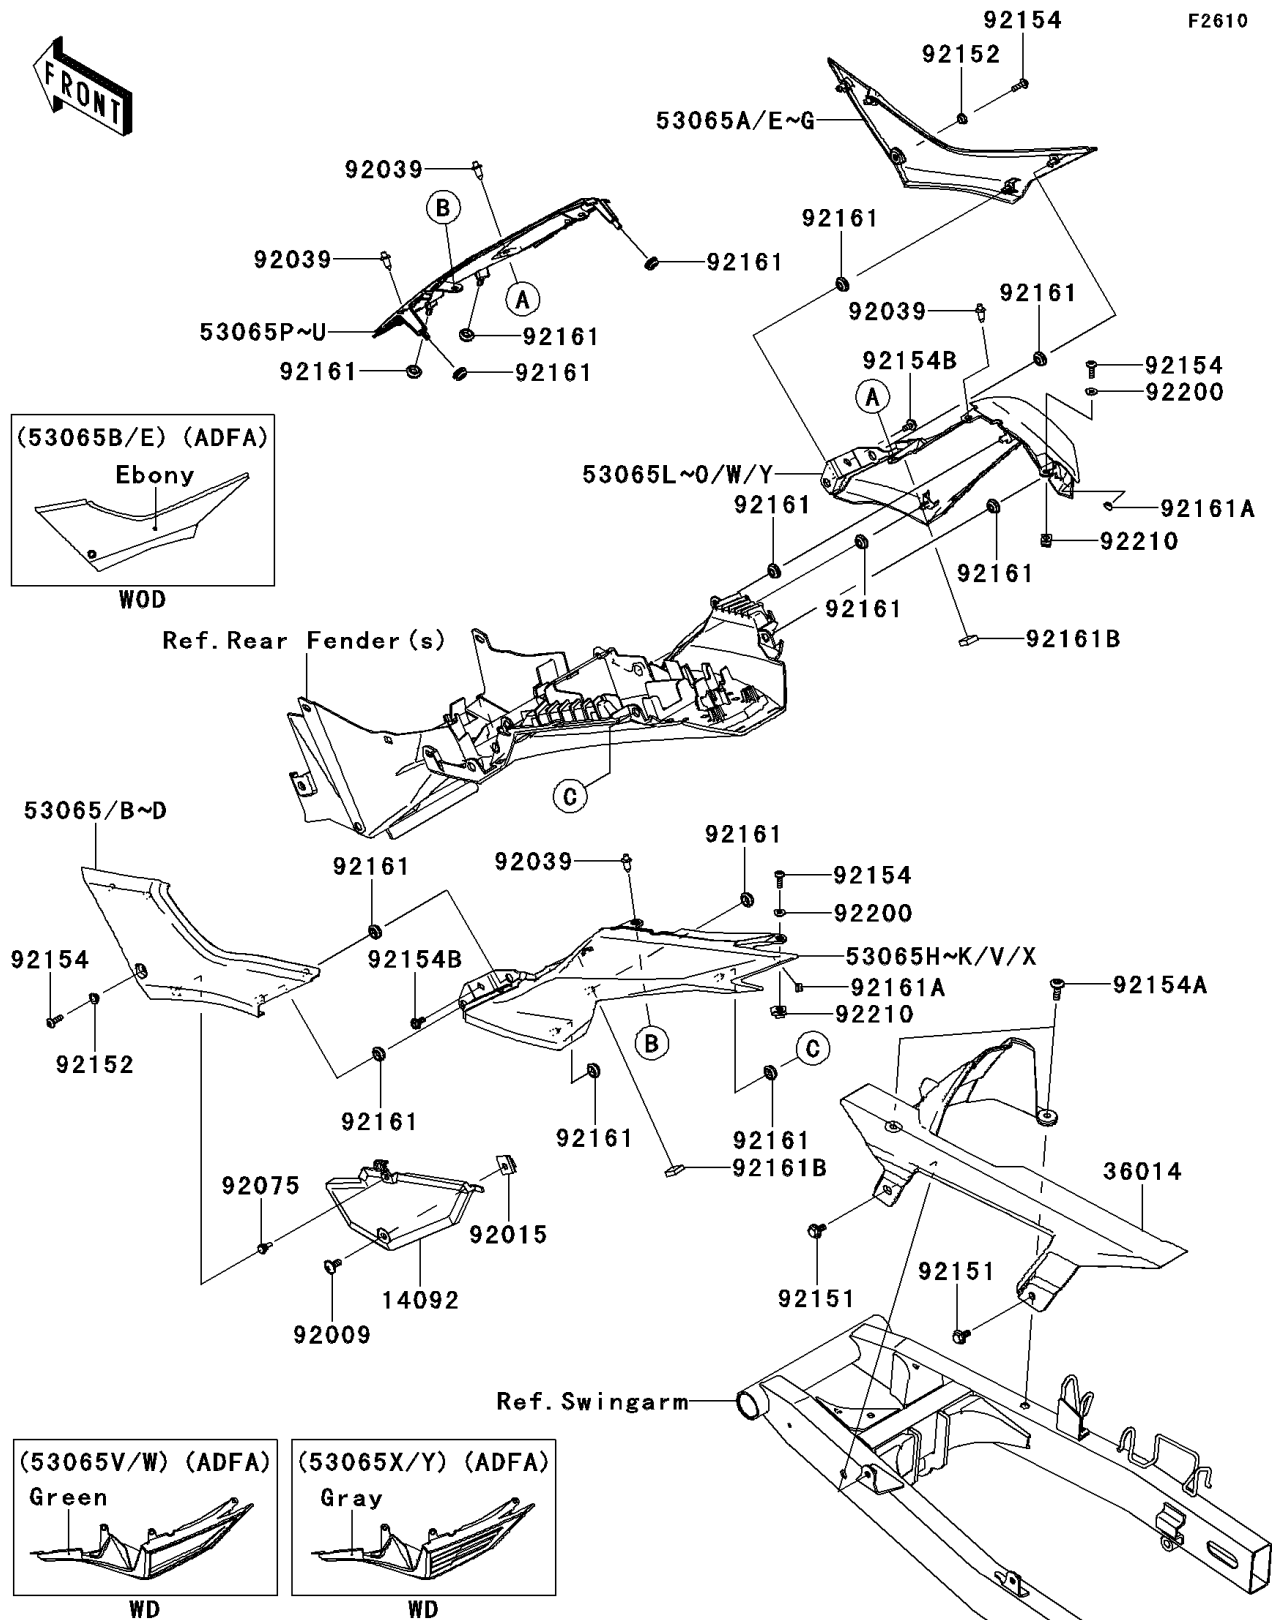 92154
F2610
92152
FRONT
53065A/E~G
92039
B
92161
92039
92161
A
92161
92039
53065P~U
92161
92154B
92161
92161
92154
A
92200
(53065B/E) (ADFA)
Ebony
53065L~O/W/Y
92161
92161A
92210
92161
WOD
92161
Ref.Rear Fender(s)
92161B
C
53065/B~D
92161
92039
92161
92154
92200
92154
92154B
53065H~K/V/X
92161A
92154A
92210
92152
B
C
92161
92161
92161
92161B
92075
36014
92015
92151
14092
92151
92009
Ref.Swingarm
(53065V/W) (ADFA)
Green
WD
(53065X/Y) (ADFA)
Gray
WD